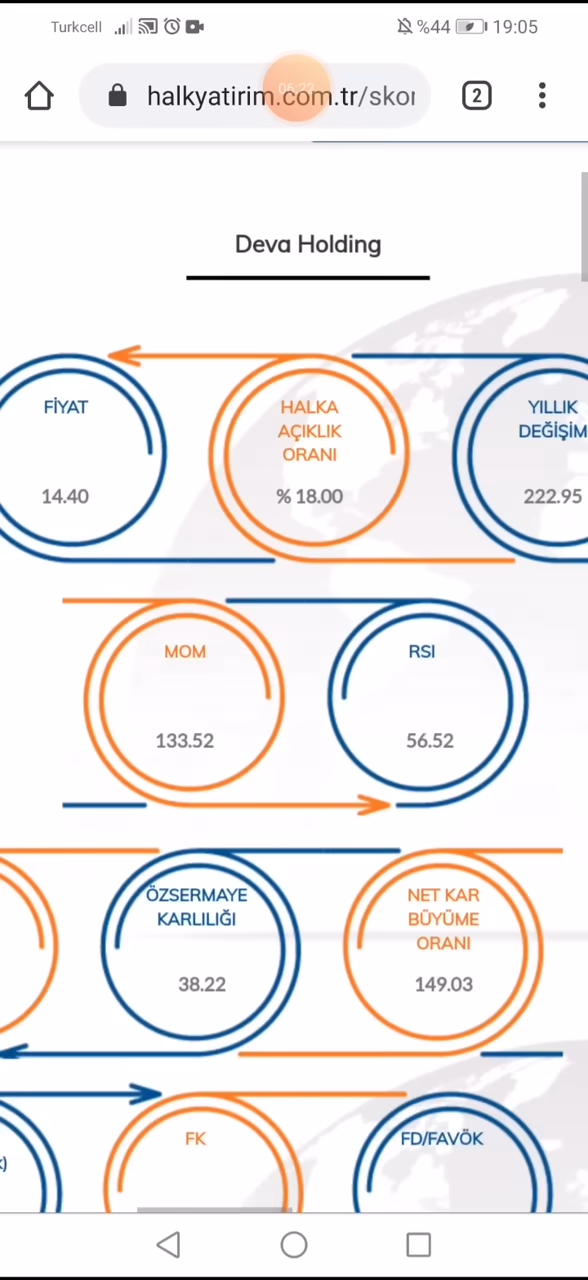 Turkcell %44 19:05
halkyatirim.com.tr/skor 2
Deva Holding
FİYAT
14.40
HALKA
AÇIKLIK
ORANI
% 18.00
YILLIK
DEĞİŞİM
222.95
MOM
133.52
RSI
56.52
ÖZSERMAYE
KARLILIĞI
38.22
NET KAR
BÜYÜME
ORANI
149.03
FK
FD/FAVÖK